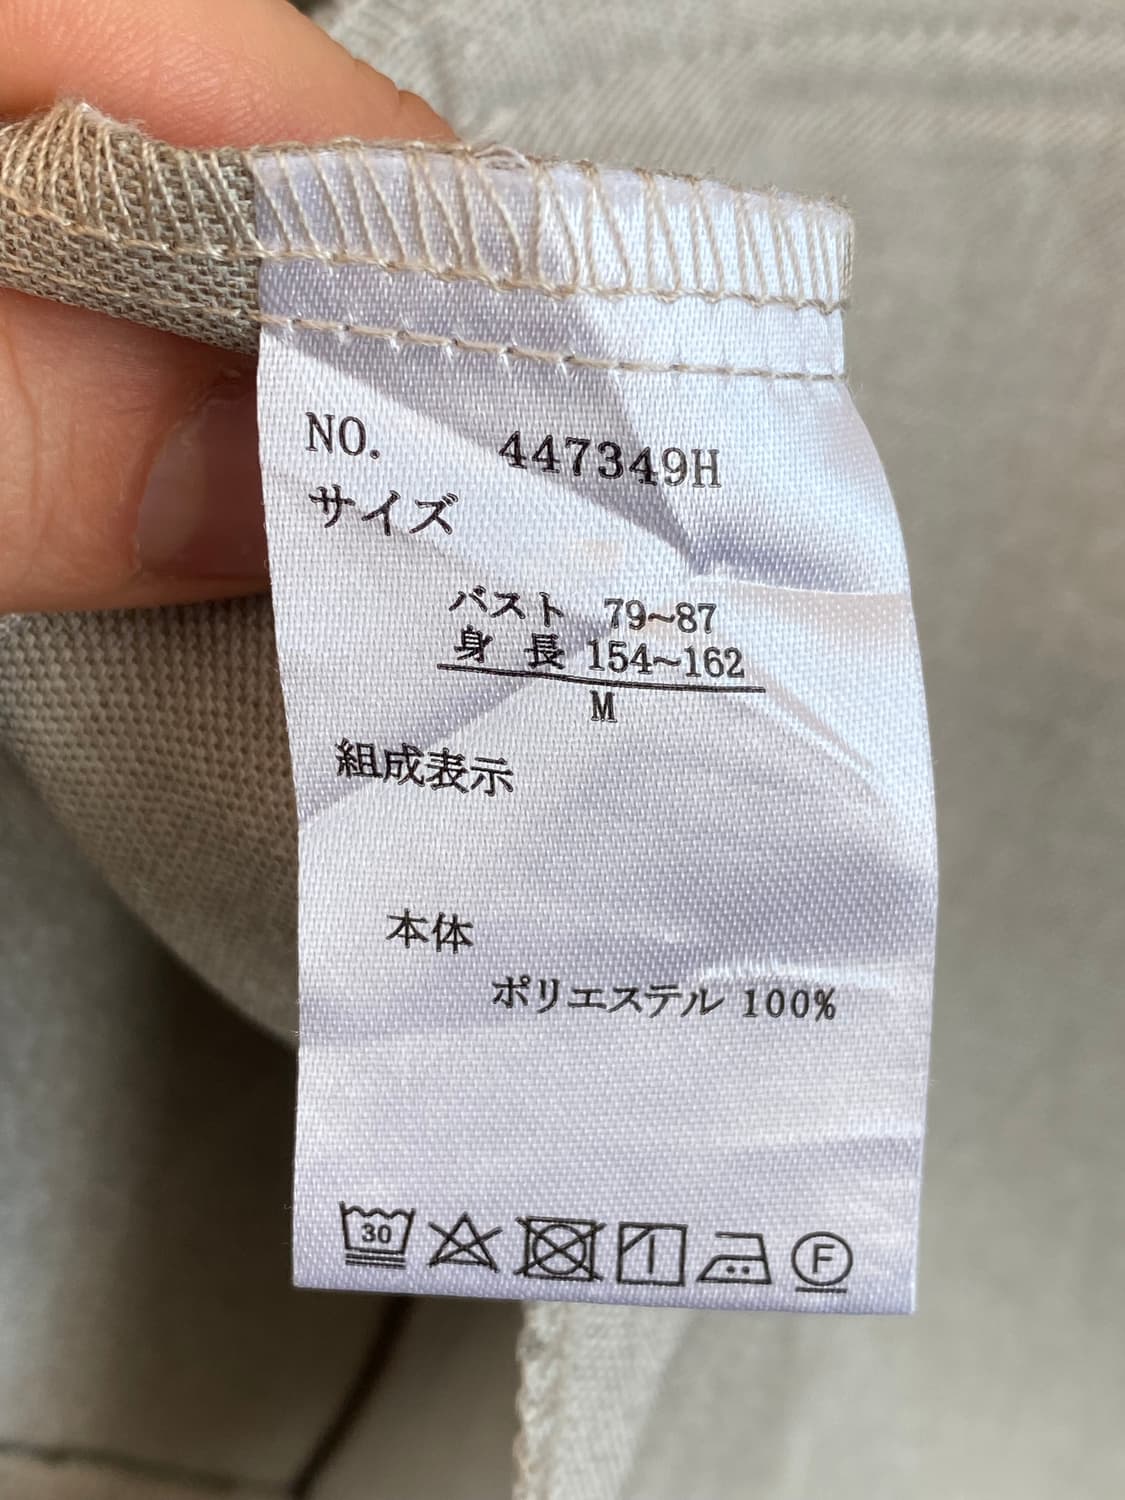 NO. 447349H
サイズ
バスト 79~87
身 長 154~162
M
組成表示
本体
ポリエステル 100%
30
F